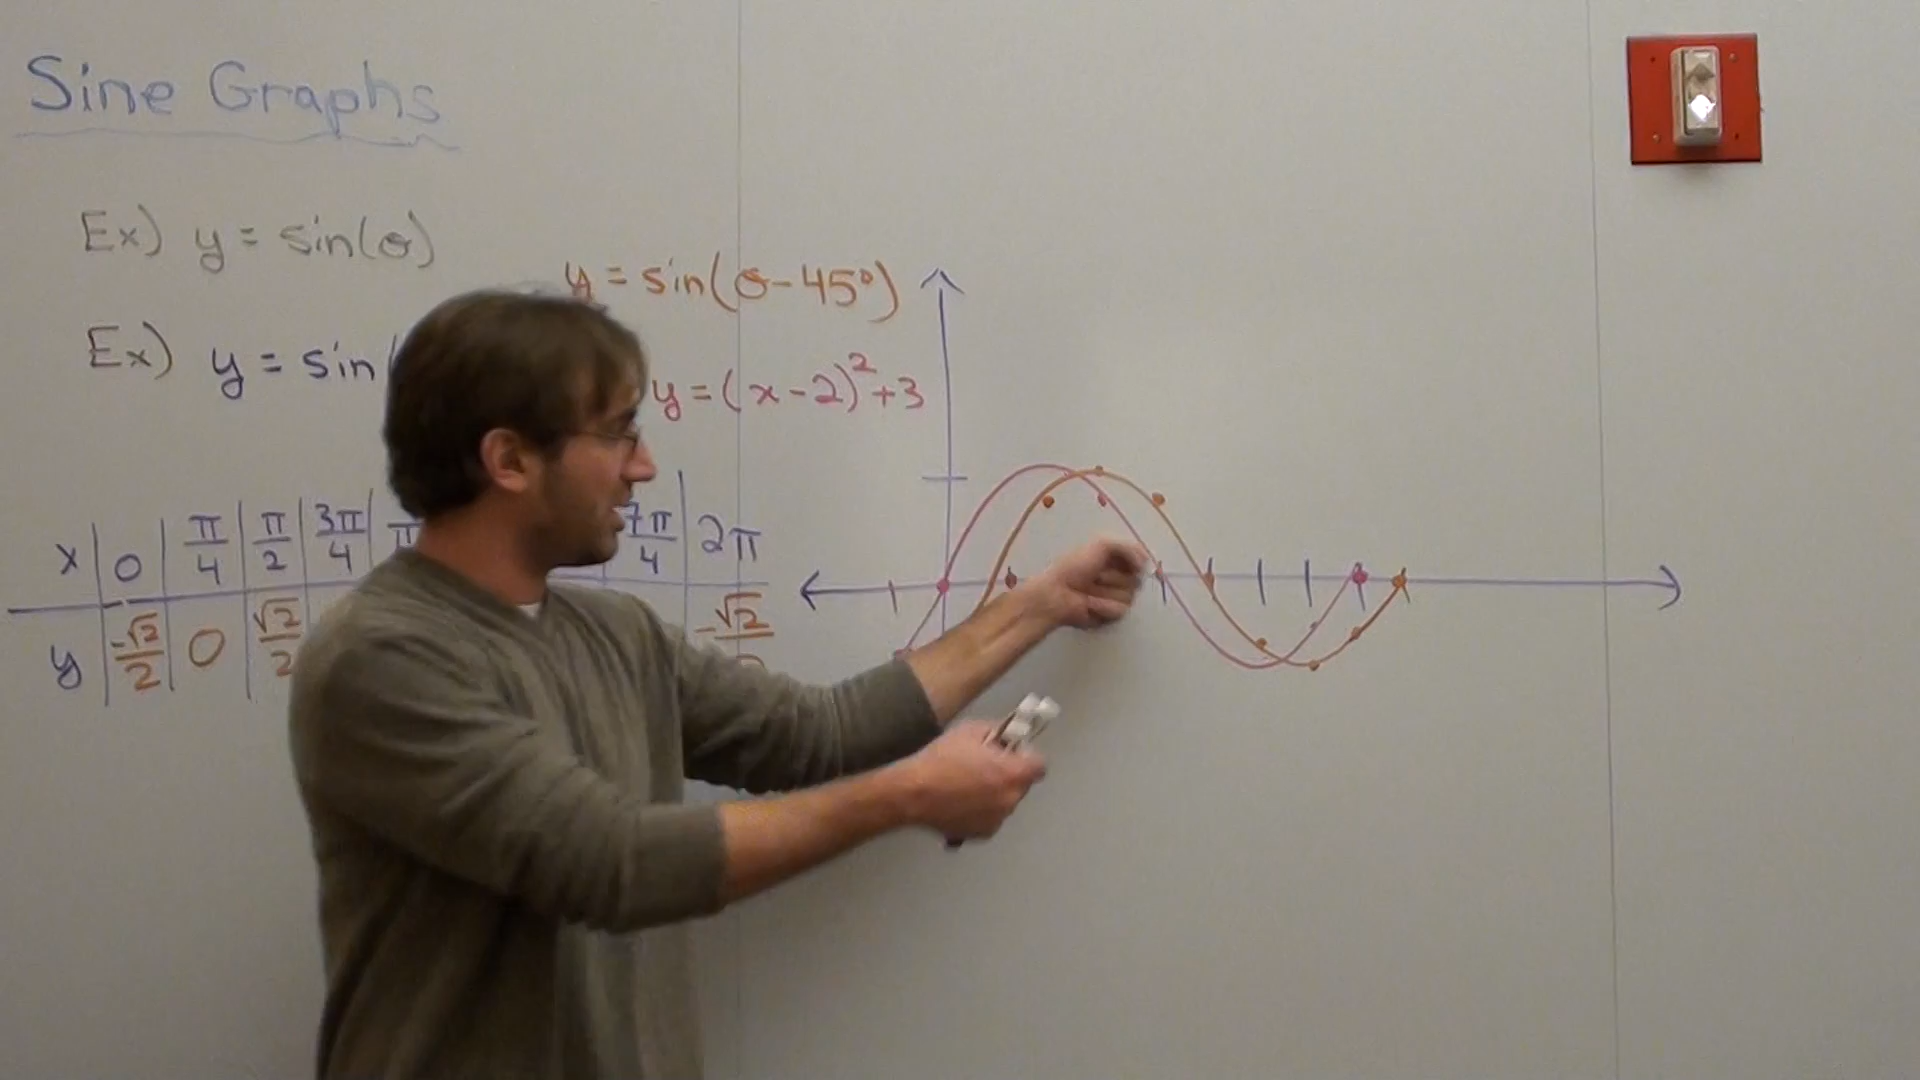 Sine Graphs
Ex) y = sin(θ)
y = sin(θ-45°)
Ex) y = sin(
y = (x-2)²+3
x | 0 | π/4 | π/2 | 3π/4 | π | 7π/4 | 2π
y | -√2/2 | 0 | √2/2 | -√2/2